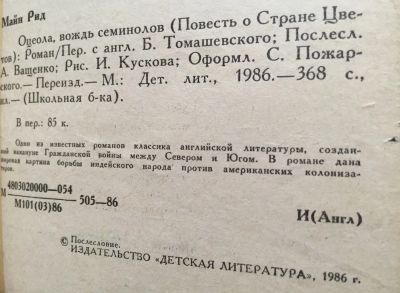 Майн Рид
Оцеола, вождь семинолов (Повесть о Стране Цве-
тов): Роман/Пер. с англ. Б. Томашевского; Послесл.
А. Ващенко; Рис. И. Кускова; Оформл. С. Пожар-
ского.— Переизд.— М.: Дет. лит., 1986.—368 с.,
ил.— (Школьная б-ка).
В пер.: 85 к.
Один из известных романов классика английской литературы, создан-
ный накануне Гражданской войны между Севером и Югом. В романе дана
широкая картина борьбы индейского народа против американских колониза-
торов.
М 4803020000—054
М101(03)86 505—86
И(Англ)
© Послесловие.
ИЗДАТЕЛЬСТВО «ДЕТСКАЯ ЛИТЕРАТУРА», 1986 г.